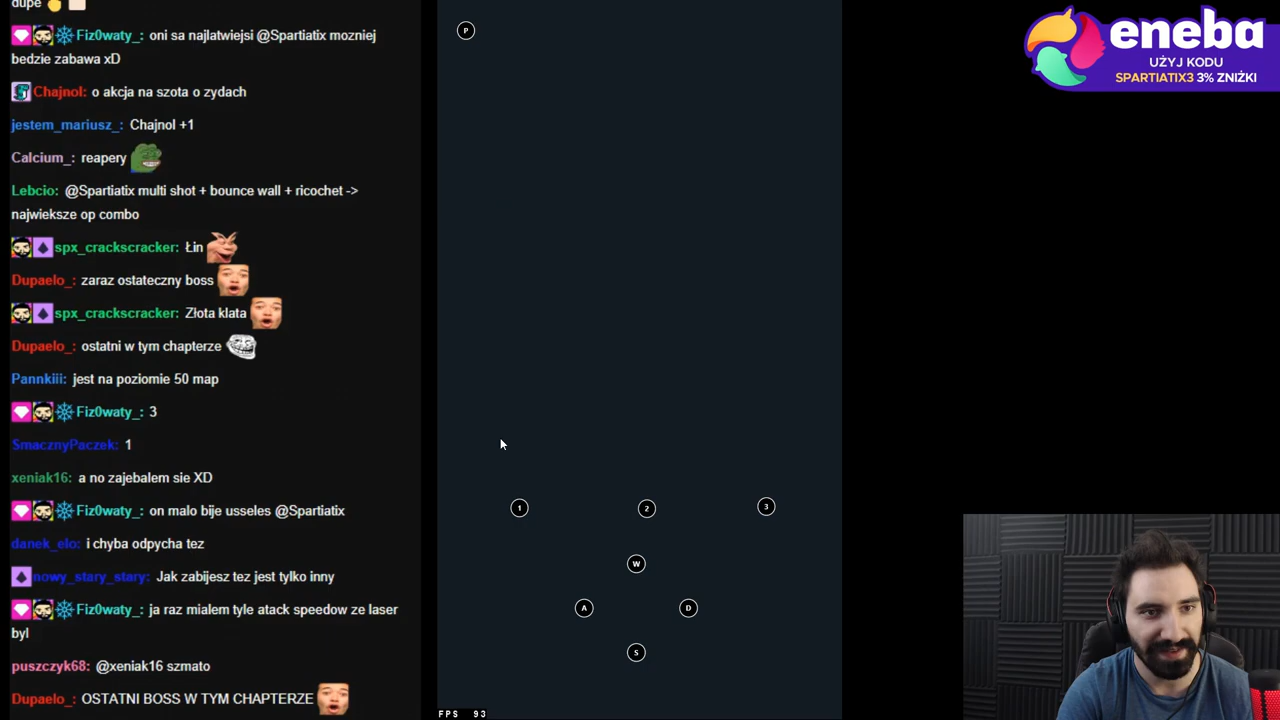 dupe
Fiz0waty_: oni sa najlatwiejsi @Spartiatix mozniej
bedzie zabawa xD
Chajnol: o akcja na szota o zydach
jestem_mariusz_: Chajnol +1
Calcium_: reapery
Lebcio: @Spartiatix multi shot + bounce wall + ricochet ->
najwieksze op combo
spx_crackscracker: Łin
Dupaelo_: zaraz ostateczny boss
spx_crackscracker: Złota klata
Dupaelo_: ostatni w tym chapterze
Pannkiii: jest na poziomie 50 map
Fiz0waty_: 3
SmacznyPaczek: 1
xeniak16: a no zajebalem sie XD
Fiz0waty_: on malo bije usseles @Spartiatix
danek_elo: i chyba odpycha tez
nowy_stary_stary: Jak zabijesz tez jest tylko inny
Fiz0waty_: ja raz mialem tyle atack speedow ze laser
byl
puszczyk68: @xeniak16 szmato
Dupaelo_: OSTATNI BOSS W TYM CHAPTERZE
P
1 2 3
W
A D
S
FPS 93
eneba
UŻYJ KODU
SPARTIATIX3 3% ZNIŻKI